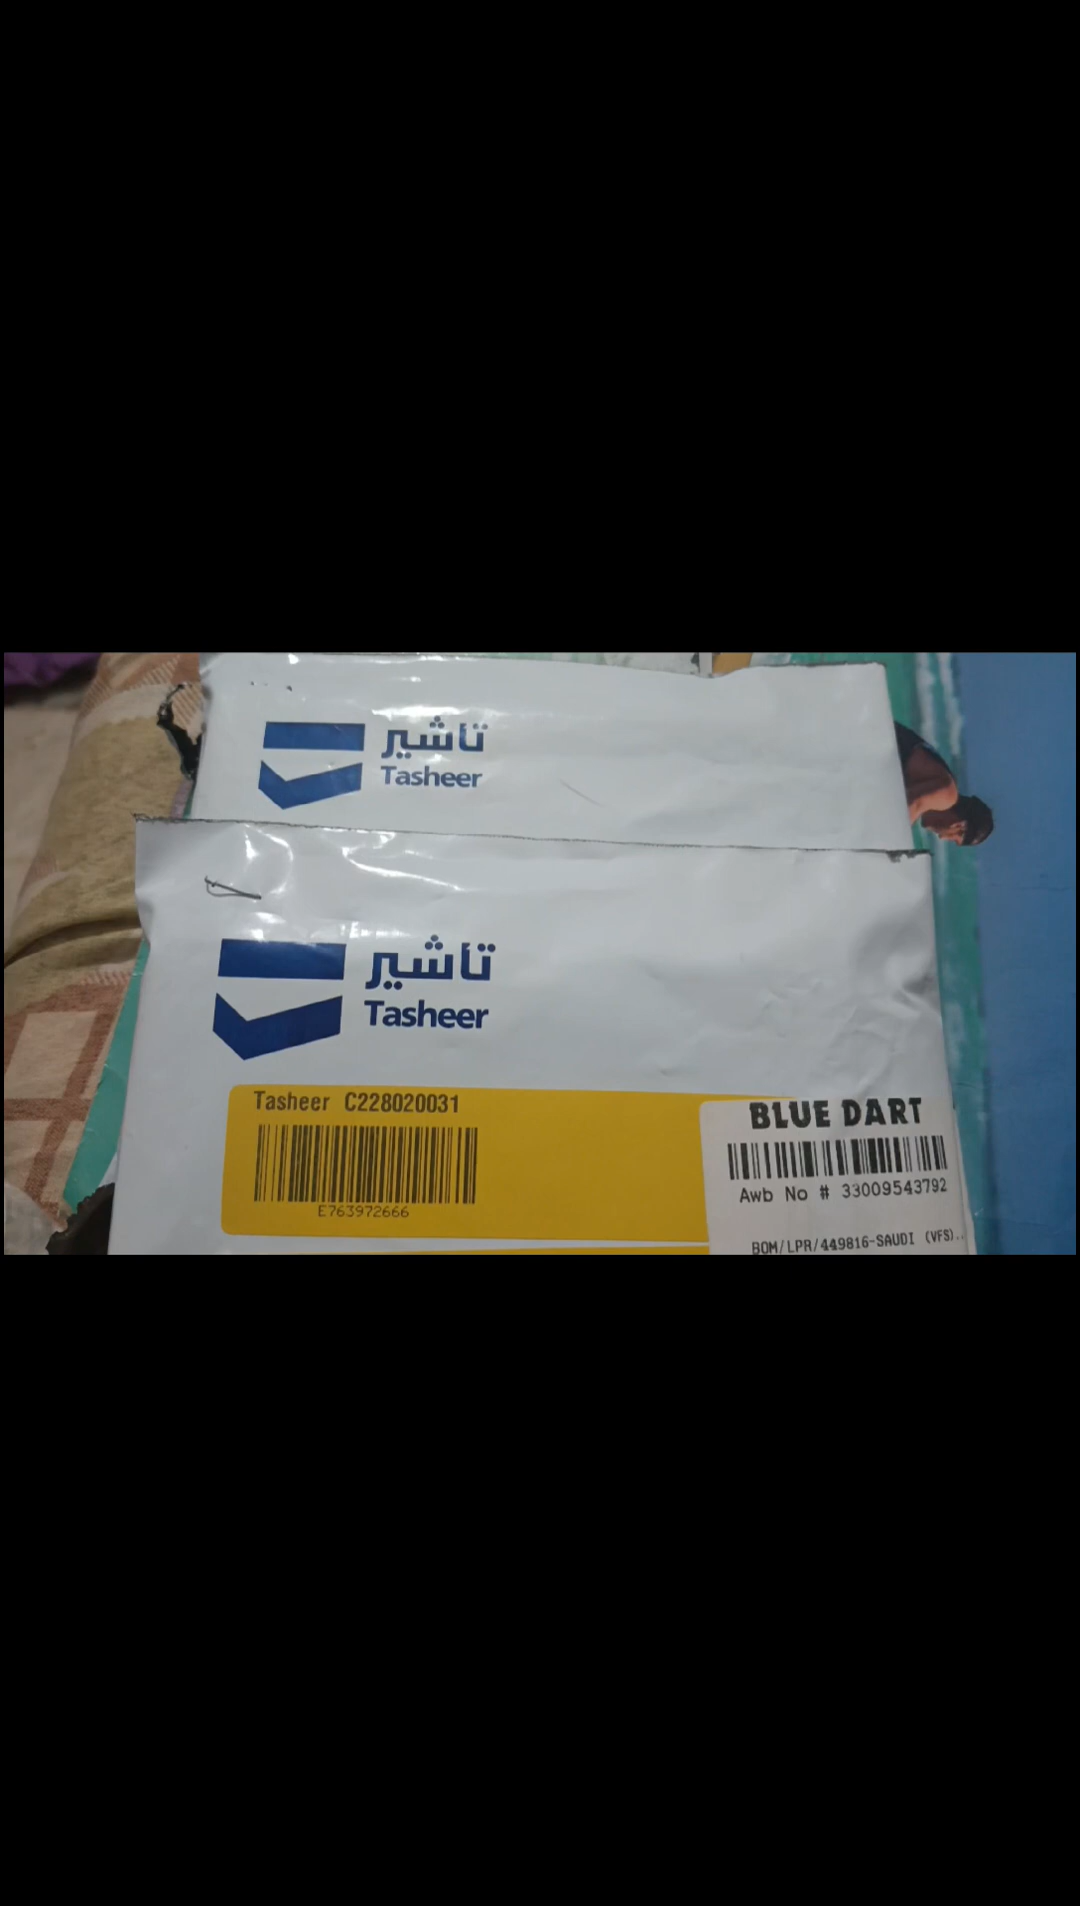 تاشير
Tasheer
تاشير
Tasheer
Tasheer C228020031
E763972666
BLUE DART
Awb No # 33009543792
BOM/LPR/449816-SAUDI (VFS)..